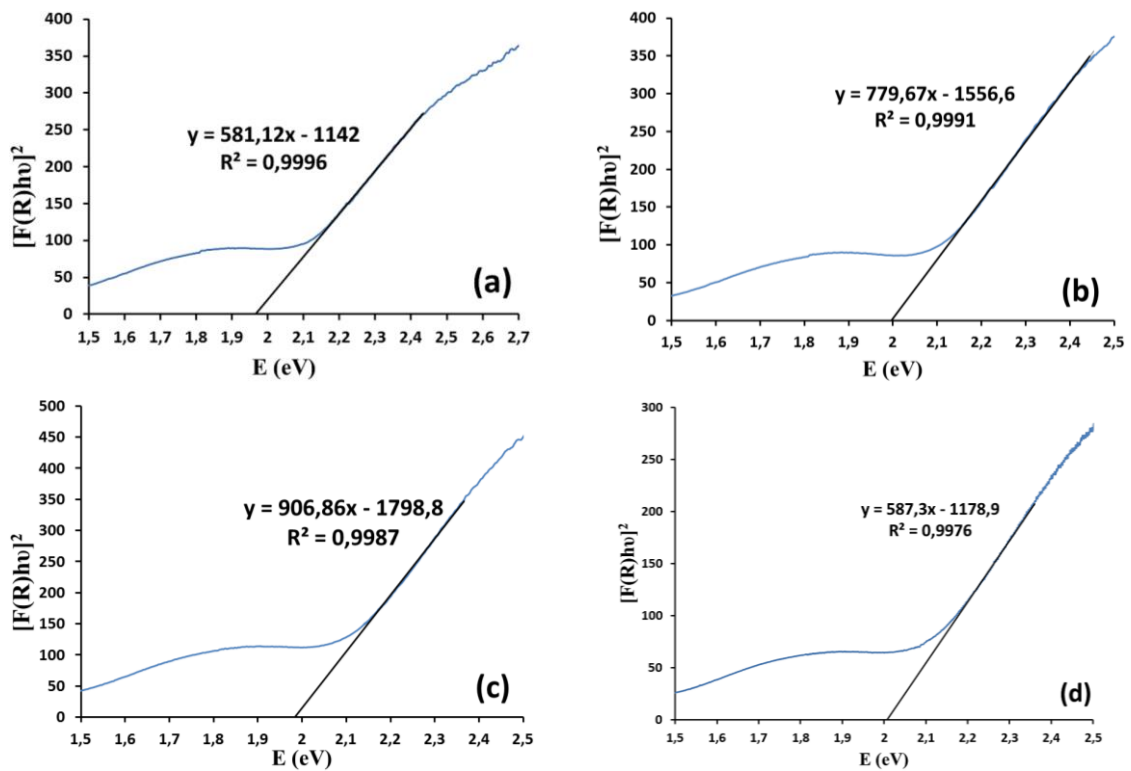 [F(R)hυ]²
400
350
300
250
200
150
100
50
0
y = 581,12x - 1142
R² = 0,9996
(a)
1,5 1,6 1,7 1,8 1,9 2 2,1 2,2 2,3 2,4 2,5 2,6 2,7
E (eV)
[F(R)hυ]²
400
350
300
250
200
150
100
50
0
y = 779,67x - 1556,6
R² = 0,9991
(b)
1,5 1,6 1,7 1,8 1,9 2 2,1 2,2 2,3 2,4 2,5
E (eV)
[F(R)hυ]²
500
450
400
350
300
250
200
150
100
50
0
y = 906,86x - 1798,8
R² = 0,9987
(c)
1,5 1,6 1,7 1,8 1,9 2 2,1 2,2 2,3 2,4 2,5
E (eV)
[F(R)hυ]²
300
250
200
150
100
50
0
y = 587,3x - 1178,9
R² = 0,9976
(d)
1,5 1,6 1,7 1,8 1,9 2 2,1 2,2 2,3 2,4 2,5
E (eV)